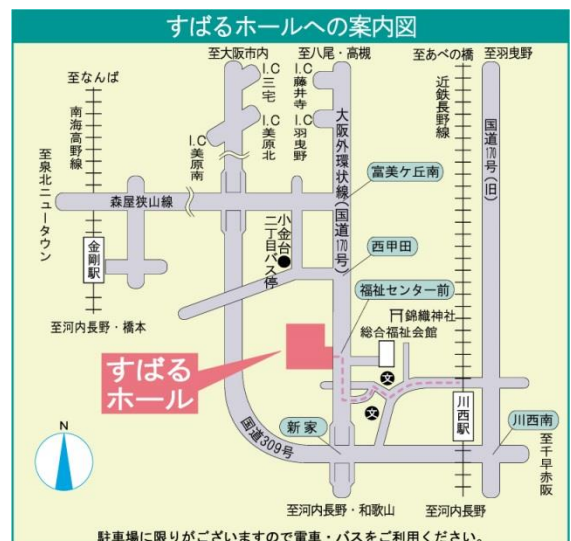 すばるホールへの案内図
至大阪市内
至八尾・高槻
至あべの橋
至羽曳野
至なんば
I.C
三宅
I.C
藤井寺
I.C
美原北
I.C
羽曳野
I.C
美原南
南海高野線
大阪外環状線(国道170号)
近鉄長野線
国道170号(旧)
至泉北ニュータウン
森屋狭山線
富美ケ丘南
小金台
二丁目バス停
西甲田
金剛駅
福祉センター前
錦織神社
総合福祉会館
至河内長野・橋本
すばる
ホール
文
文
川西駅
新家
川西南
国道309号
至千早赤阪
N
至河内長野・和歌山
至河内長野
駐車場に限りがございますので電車・バスをご利用ください。